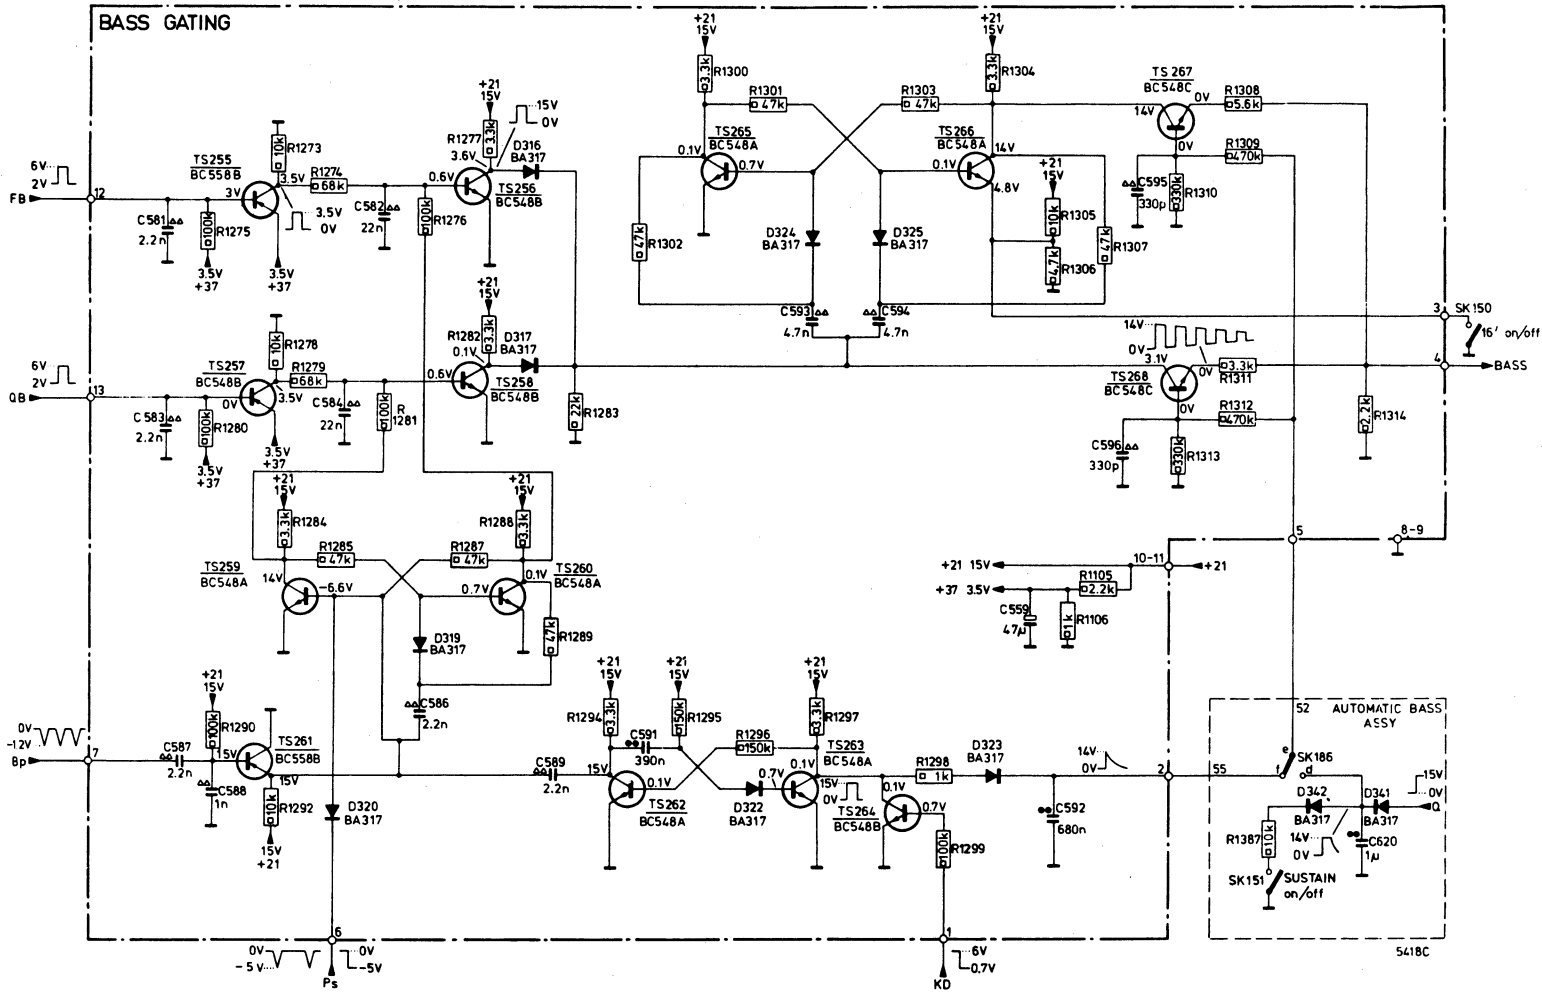 BASS GATING
+21
15V
3.3k
R1300
+21
15V
3.3k
R1304
R1301
47k
R1303
47k
TS 267
BC548C
0V
14V
0V
R1308
5.6k
R1309
470k
C595
330p
330k
R1310
+21
15V
R1277
3.3k
3.6V
15V
0V
D316
BA317
10k
R1273
TS255
BC558B
3.5V
R1274
68k
0.6V
TS256
BC548B
6V
2V
FB
12
3V
3.5V
0V
C581
2.2n
100k
R1275
3.5V
+37
3.5V
+37
C582
22n
100k
R1276
TS265
BC548A
0.1V
0.7V
TS266
BC548A
14V
0.1V
4.8V
+21
15V
10k
R1305
4.7k
R1306
47k
R1307
47k
R1302
D324
BA317
D325
BA317
C593
4.7n
C594
4.7n
3
SK150
16' on/off
4
BASS
14V
0V
3.1V
3.3k
R1311
TS268
BC548C
0V
R1312
470k
C596
330p
330k
R1313
2.2k
R1314
+21
15V
R1282
3.3k
0.1V
D317
BA317
10k
R1278
TS257
BC548B
R1279
68k
0.6V
TS258
BC548B
6V
2V
QB
13
0V
3.5V
C583
2.2n
100k
R1280
3.5V
+37
3.5V
+37
C584
22n
100k
R
1281
22k
R1283
+21
15V
3.3k
R1284
+21
15V
R1288
3.3k
R1285
47k
R1287
47k
TS259
BC548A
14V
-6.6V
0.7V
0.1V
TS260
BC548A
D319
BA317
47k
R1289
C586
2.2n
5
8-9
10-11
+21 15V
+21
+37 3.5V
R1105
2.2k
C559
47µ
1k
R1106
+21
15V
100k
R1290
0V
-12V
Bp
7
C587
2.2n
15V
TS261
BC558B
C588
1n
15V
10k
R1292
15V
+21
D320
BA317
+21
15V
R1294
3.3k
+21
15V
150k
R1295
+21
15V
3.3k
R1297
C591
390n
R1296
150k
C589
2.2n
15V
0.1V
TS262
BC548A
D322
BA317
0.7V
0.1V
TS263
BC548A
15V
0V
R1298
1k
D323
BA317
0.1V
0.7V
TS264
BC548B
100k
R1299
14V
0V
2
C592
680n
55
52
AUTOMATIC BASS
ASSY
e
SK186
f
d
15V
0V
Q
D342
BA317
D341
BA317
R1387
10k
14V
0V
C620
1µ
SK151
SUSTAIN
on/off
5418C
6
0V
-5V
0V
-5V
Ps
1
6V
-0.7V
KD